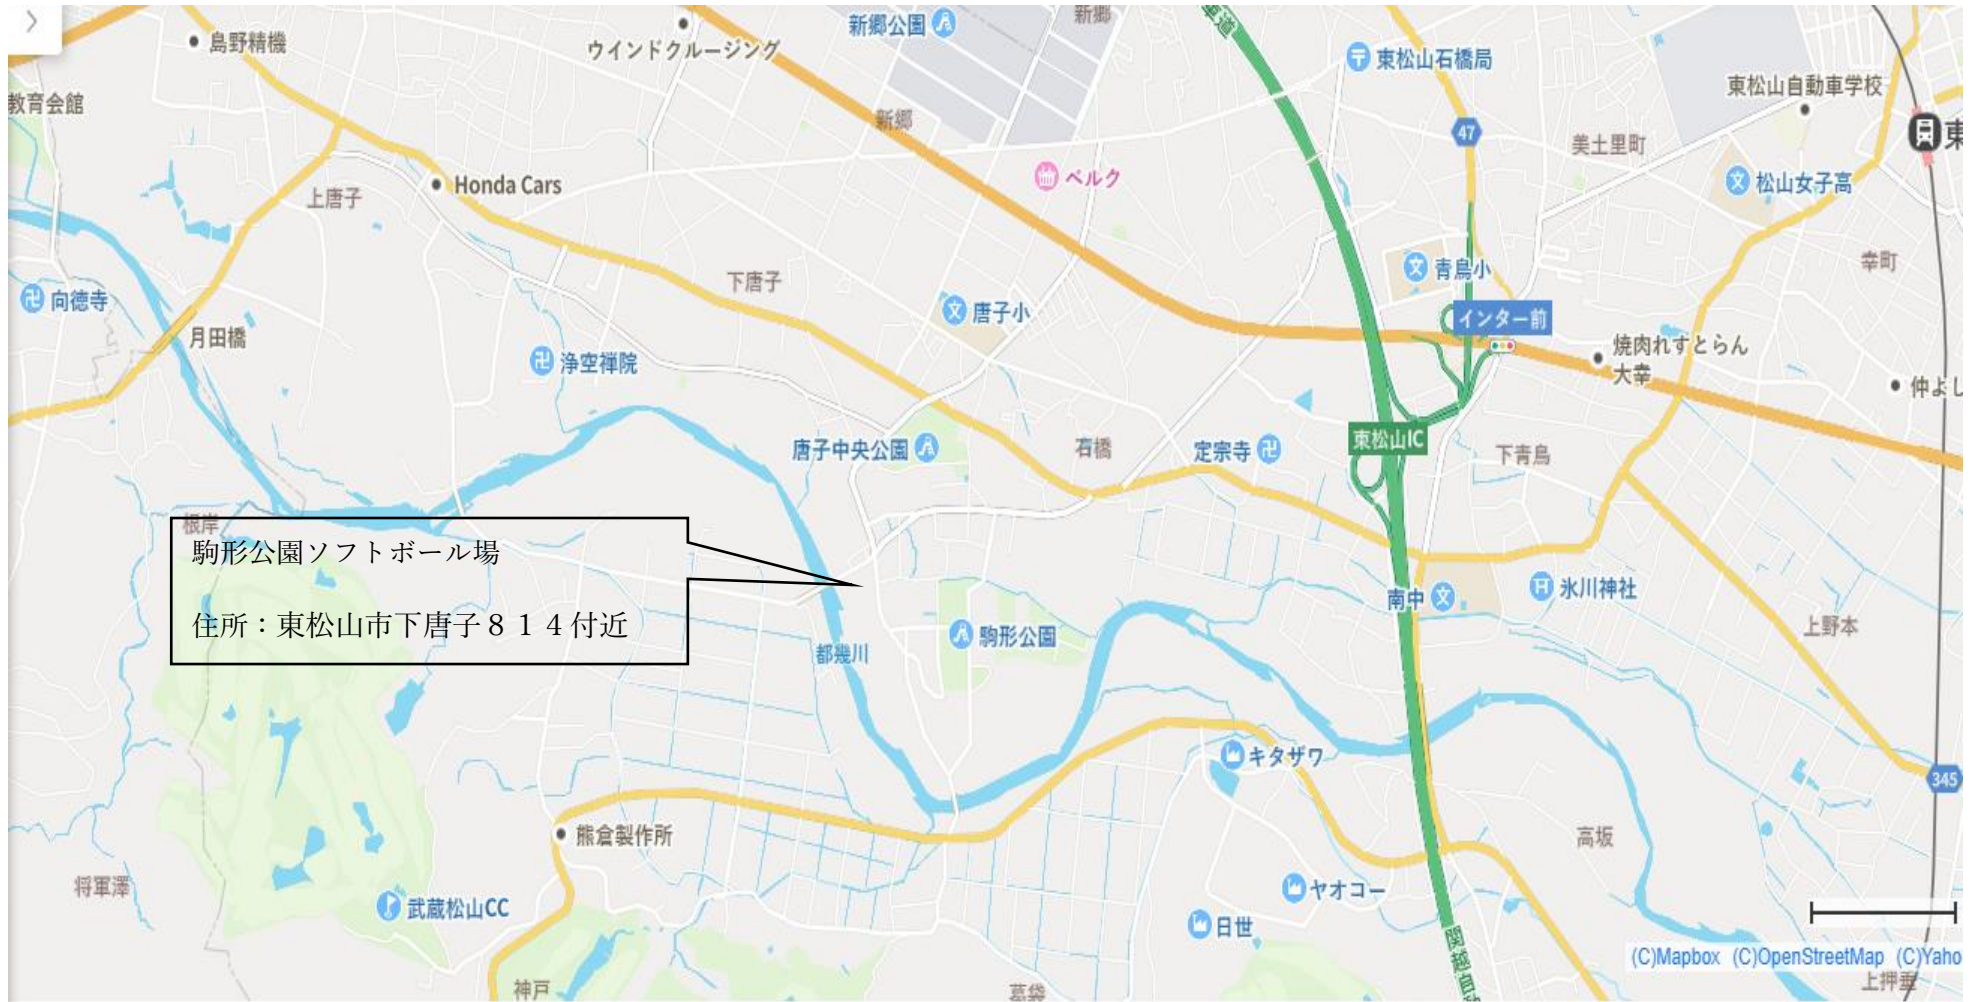 新郷公園
新郷
島野精機
ウインドクルージング
東松山石橋局
東松山自動車学校
教育会館
新郷
47
美土里町
東
上唐子
Honda Cars
ベルク
松山女子高
向徳寺
下唐子
唐子小
青鳥小
幸町
月田橋
インター前
浄空禅院
焼肉れすとらん
大幸
仲よし
唐子中央公園
石橋
定宗寺
東松山IC
下青鳥
根岸
駒形公園ソフトボール場
住所：東松山市下唐子８１４付近
南中
氷川神社
都幾川
駒形公園
上野本
キタザワ
345
熊倉製作所
高坂
将軍澤
武蔵松山CC
ヤオコー
日世
(C)Mapbox (C)OpenStreetMap (C)Yaho
神戸
葛袋
上押垂